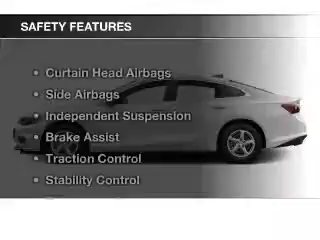 SAFETY FEATURES
• Curtain Head Airbags
• Side Airbags
• Independent Suspension
• Brake Assist
• Traction Control
• Stability Control